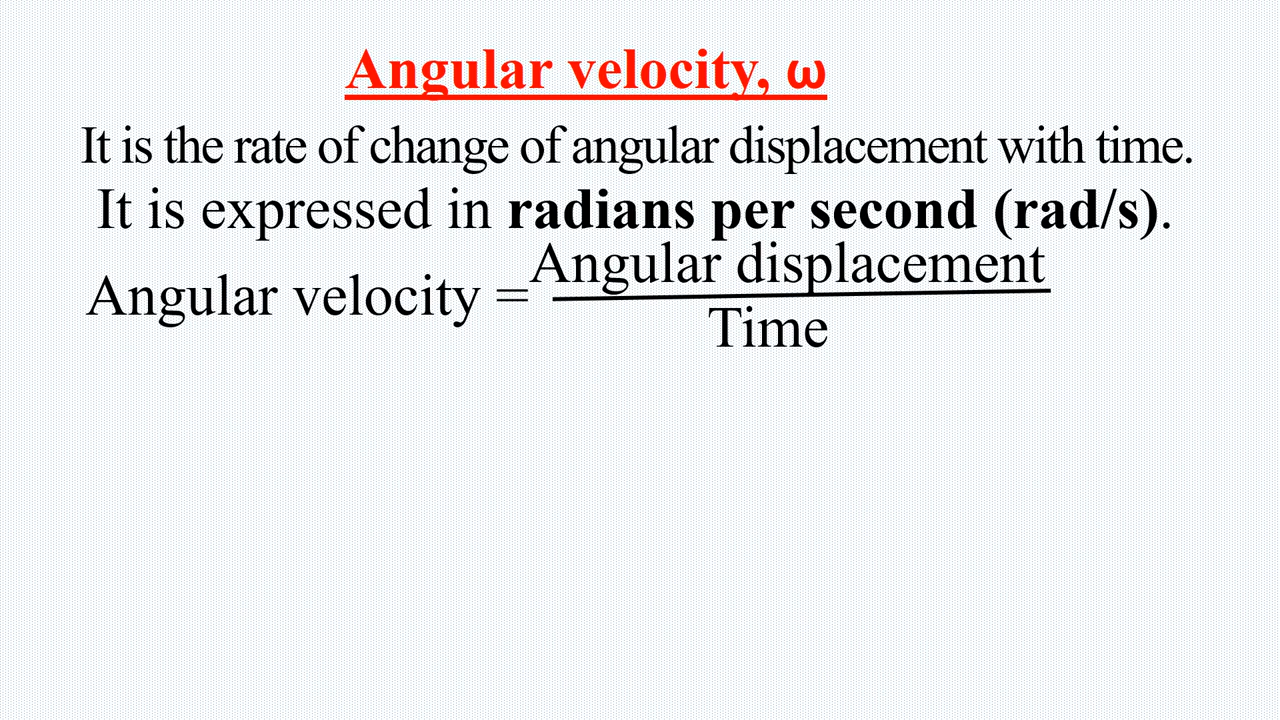 Angular velocity, ω
It is the rate of change of angular displacement with time.
It is expressed in radians per second (rad/s).
Angular displacement
Angular velocity =
Time